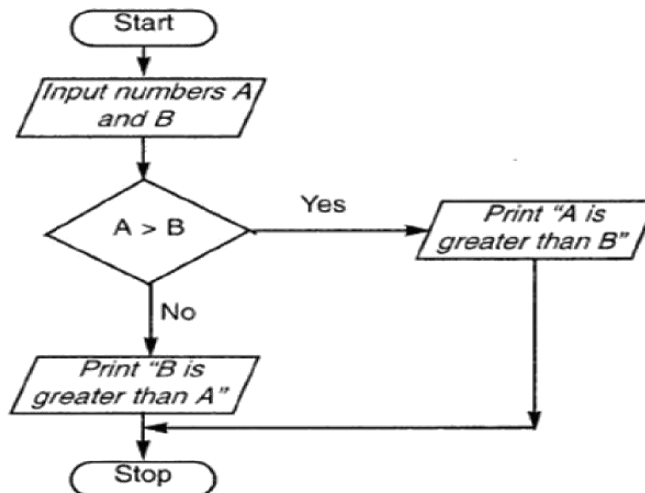 Start
Input numbers A
and B
A > B
Yes
Print “A is
greater than B”
No
Print “B is
greater than A”
Stop